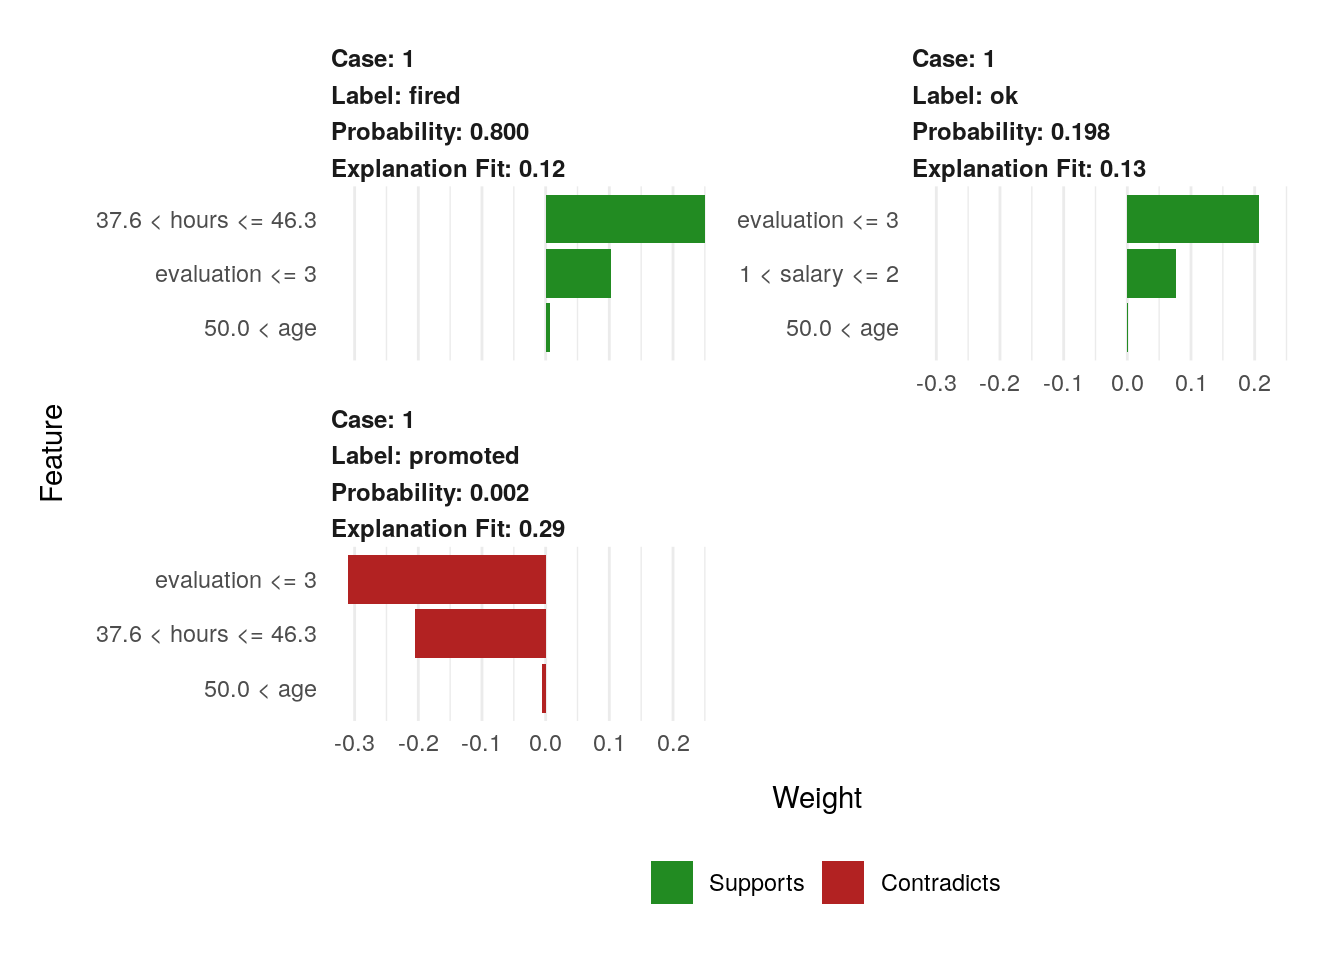 Case: 1
Label: fired
Probability: 0.800
Explanation Fit: 0.12
37.6 < hours <= 46.3
evaluation <= 3
50.0 < age
Case: 1
Label: ok
Probability: 0.198
Explanation Fit: 0.13
evaluation <= 3
1 < salary <= 2
50.0 < age
-0.3 -0.2 -0.1 0.0 0.1 0.2
Feature
Case: 1
Label: promoted
Probability: 0.002
Explanation Fit: 0.29
evaluation <= 3
37.6 < hours <= 46.3
50.0 < age
-0.3 -0.2 -0.1 0.0 0.1 0.2
Weight
Supports Contradicts